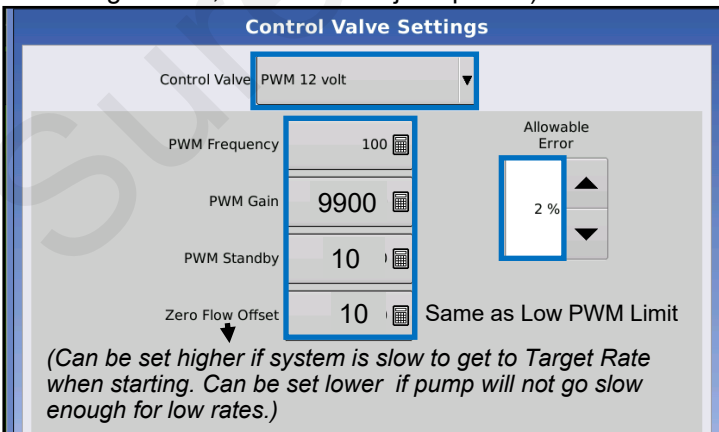 Control Valve Settings
Control Valve PWM 12 volt
PWM Frequency 100
Allowable
Error
PWM Gain 9900
2 %
PWM Standby 10
Zero Flow Offset 10 Same as Low PWM Limit
(Can be set higher if system is slow to get to Target Rate
when starting. Can be set lower if pump will not go slow
enough for low rates.)